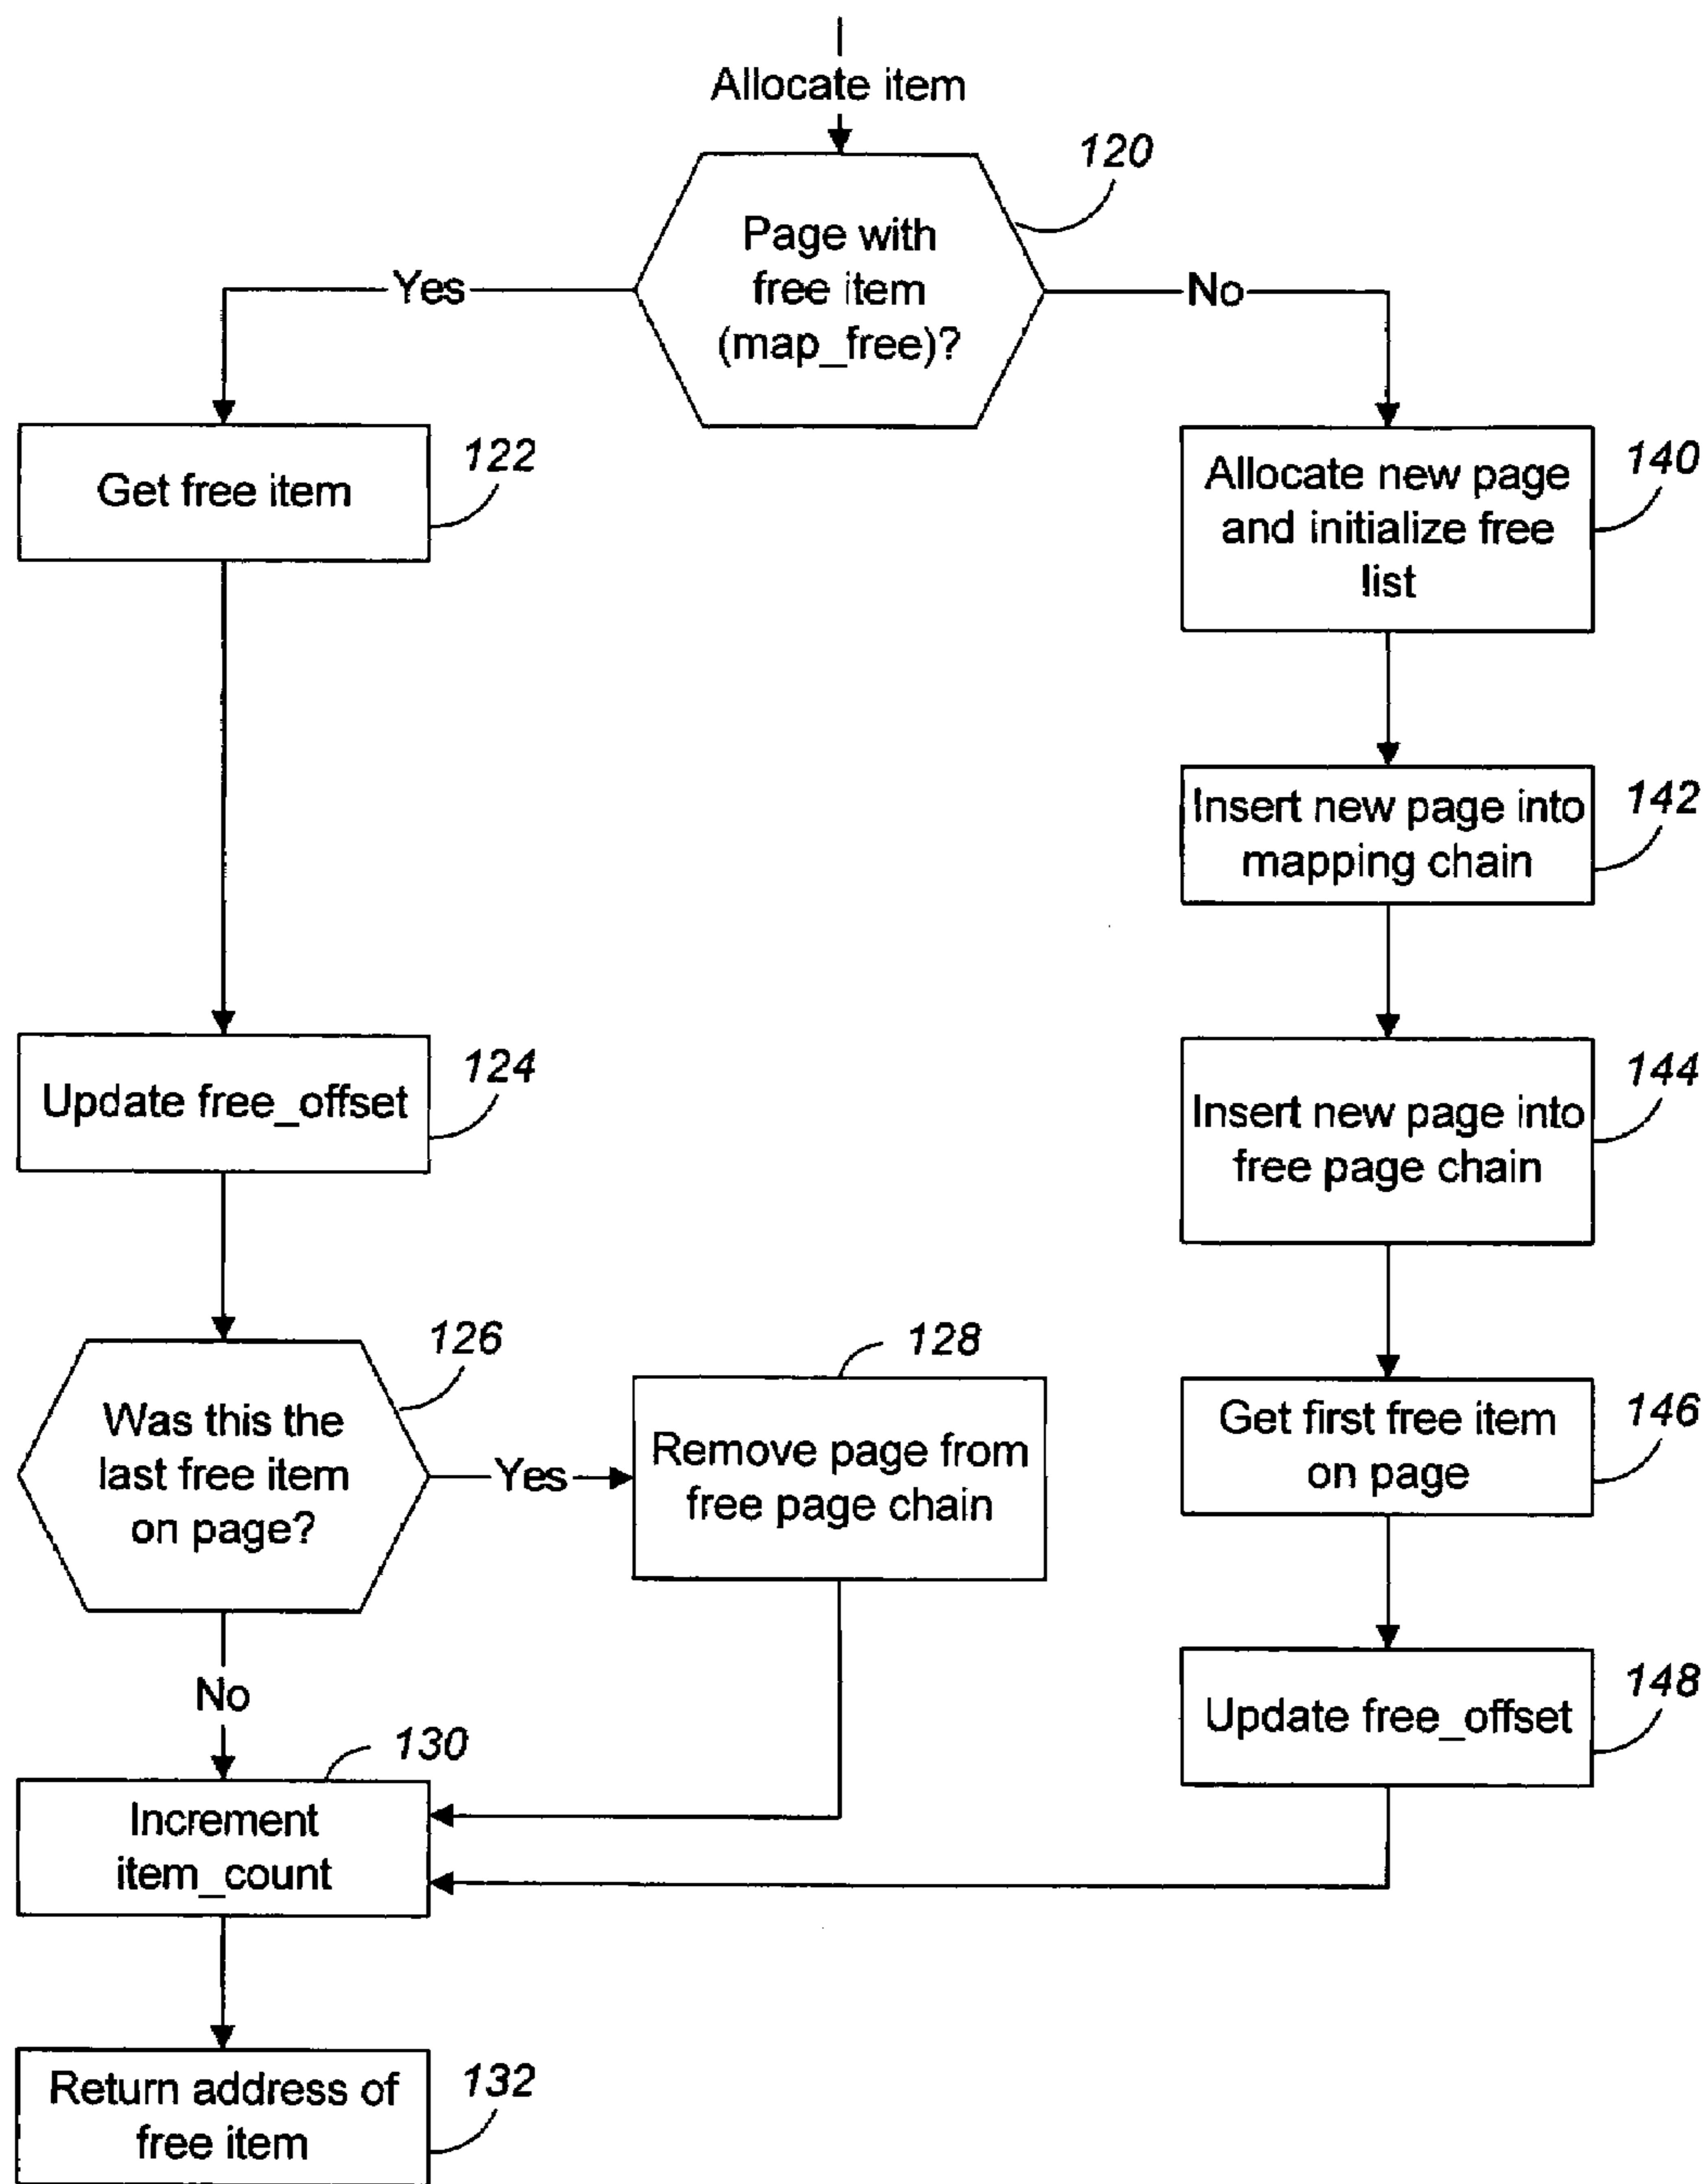 Allocate item
120
Page with
free item
(map_free)?
Yes
No
Get free item
122
Allocate new page
and initialize free
list
140
Insert new page into
mapping chain
142
Update free_offset
124
Insert new page into
free page chain
144
126
Was this the
last free item
on page?
Yes
128
Remove page from
free page chain
Get first free item
on page
146
No
Update free_offset
148
130
Increment
item_count
Return address of
free item
132